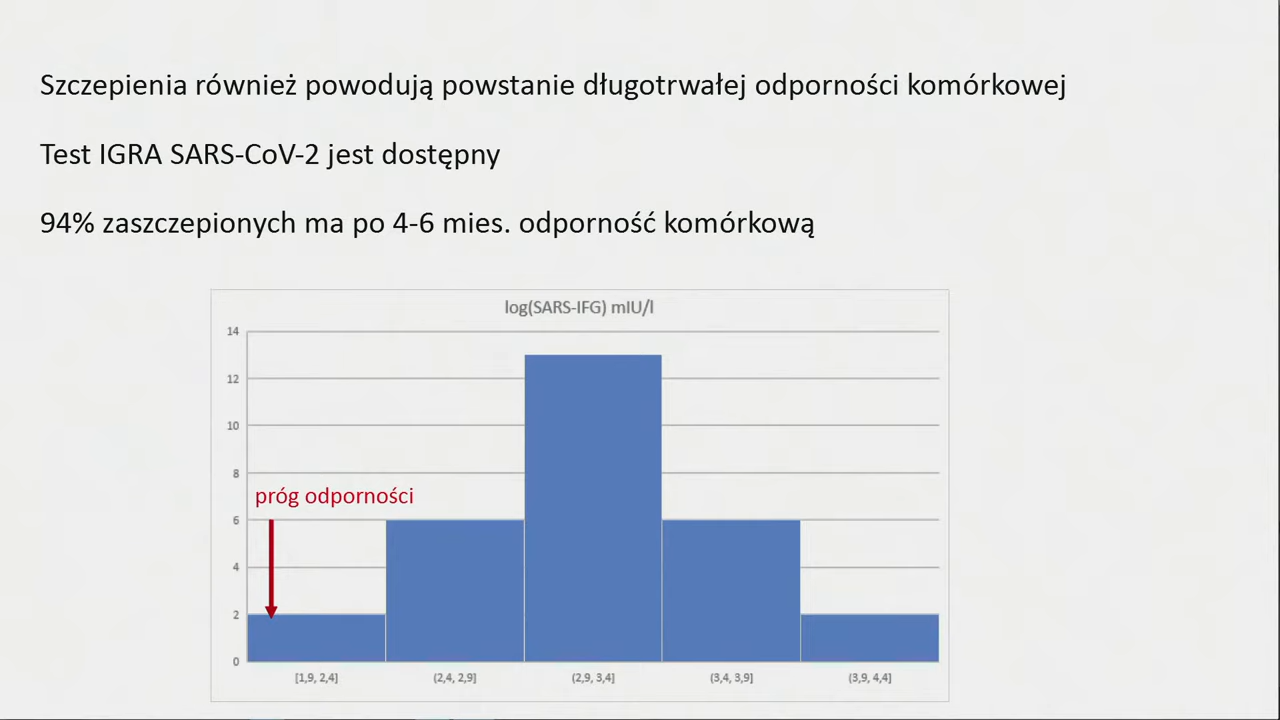 Szczepienia również powodują powstanie długotrwałej odporności komórkowej
Test IGRA SARS-CoV-2 jest dostępny
94% zaszczepionych ma po 4-6 mies. odporność komórkową
log(SARS-IFG) mIU/l
14
12
10
8
próg odporności
6
4
2
0
[1,9, 2,4]
(2,4, 2,9]
(2,9, 3,4]
(3,4, 3,9]
(3,9, 4,4]